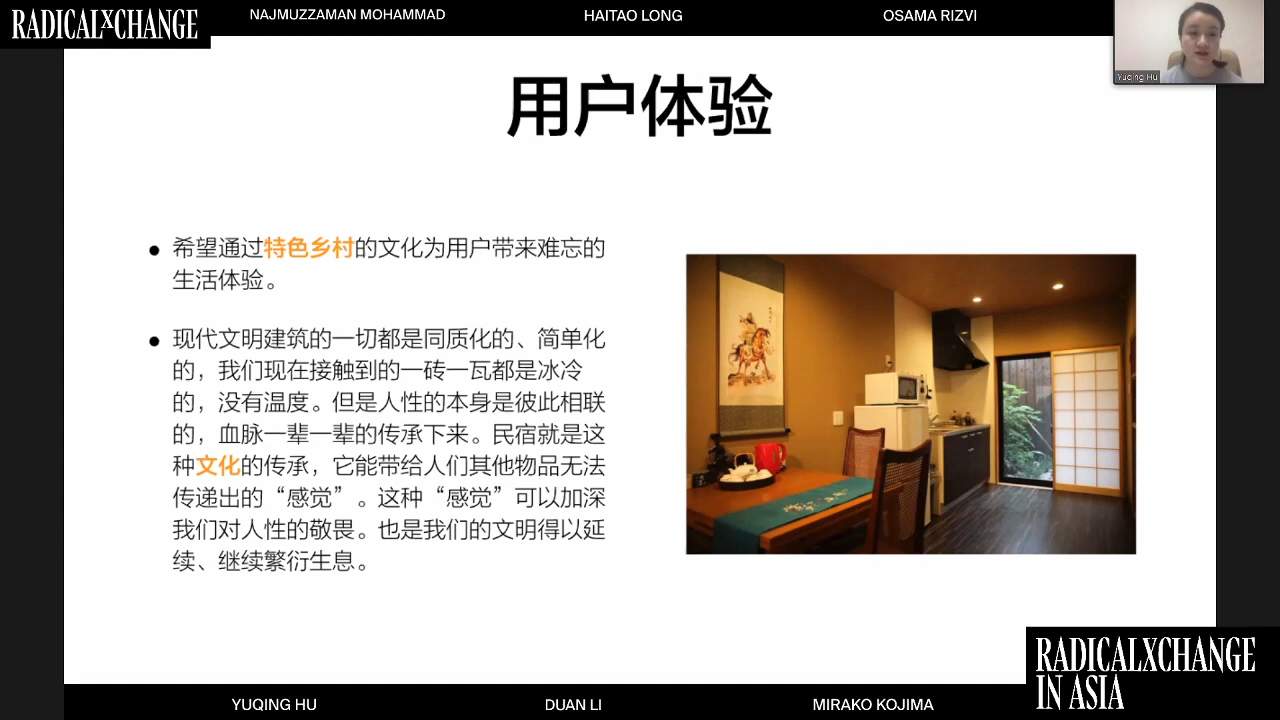 RADICALXCHANGE
NAJMUZZAMAN MOHAMMAD
HAITAO LONG
OSAMA RIZVI
Yuqing Hu
用户体验
● 希望通过特色乡村的文化为用户带来难忘的
生活体验。
● 现代文明建筑的一切都是同质化的、简单化
的，我们现在接触到的一砖一瓦都是冰冷
的，没有温度。但是人性的本身是彼此相联
的，血脉一辈一辈的传承下来。民宿就是这
种文化的传承，它能带给人们其他物品无法
传递出的“感觉”。这种“感觉”可以加深
我们对人性的敬畏。也是我们的文明得以延
续、继续繁衍生息。
RADICALXCHANGE
IN ASIA
YUQING HU
DUAN LI
MIRAKO KOJIMA